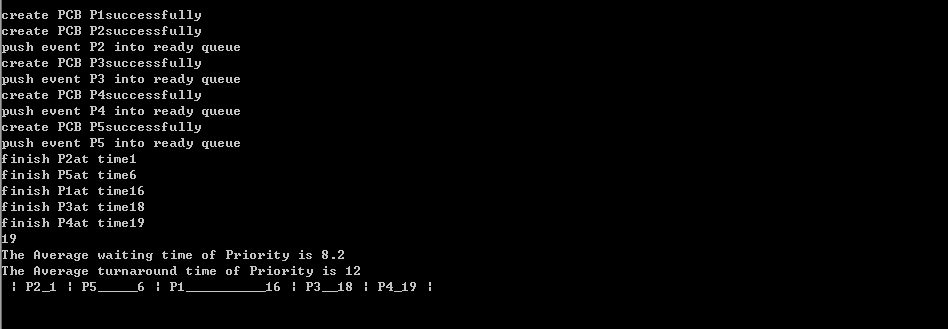 create PCB P1successfully
create PCB P2successfully
push event P2 into ready queue
create PCB P3successfully
push event P3 into ready queue
create PCB P4successfully
push event P4 into ready queue
create PCB P5successfully
push event P5 into ready queue
finish P2at time1
finish P5at time6
finish P1at time16
finish P3at time18
finish P4at time19
19
The Average waiting time of Priority is 8.2
The Average turnaround time of Priority is 12
| P2_1 | P5_____6 | P1__________16 | P3__18 | P4_19 |